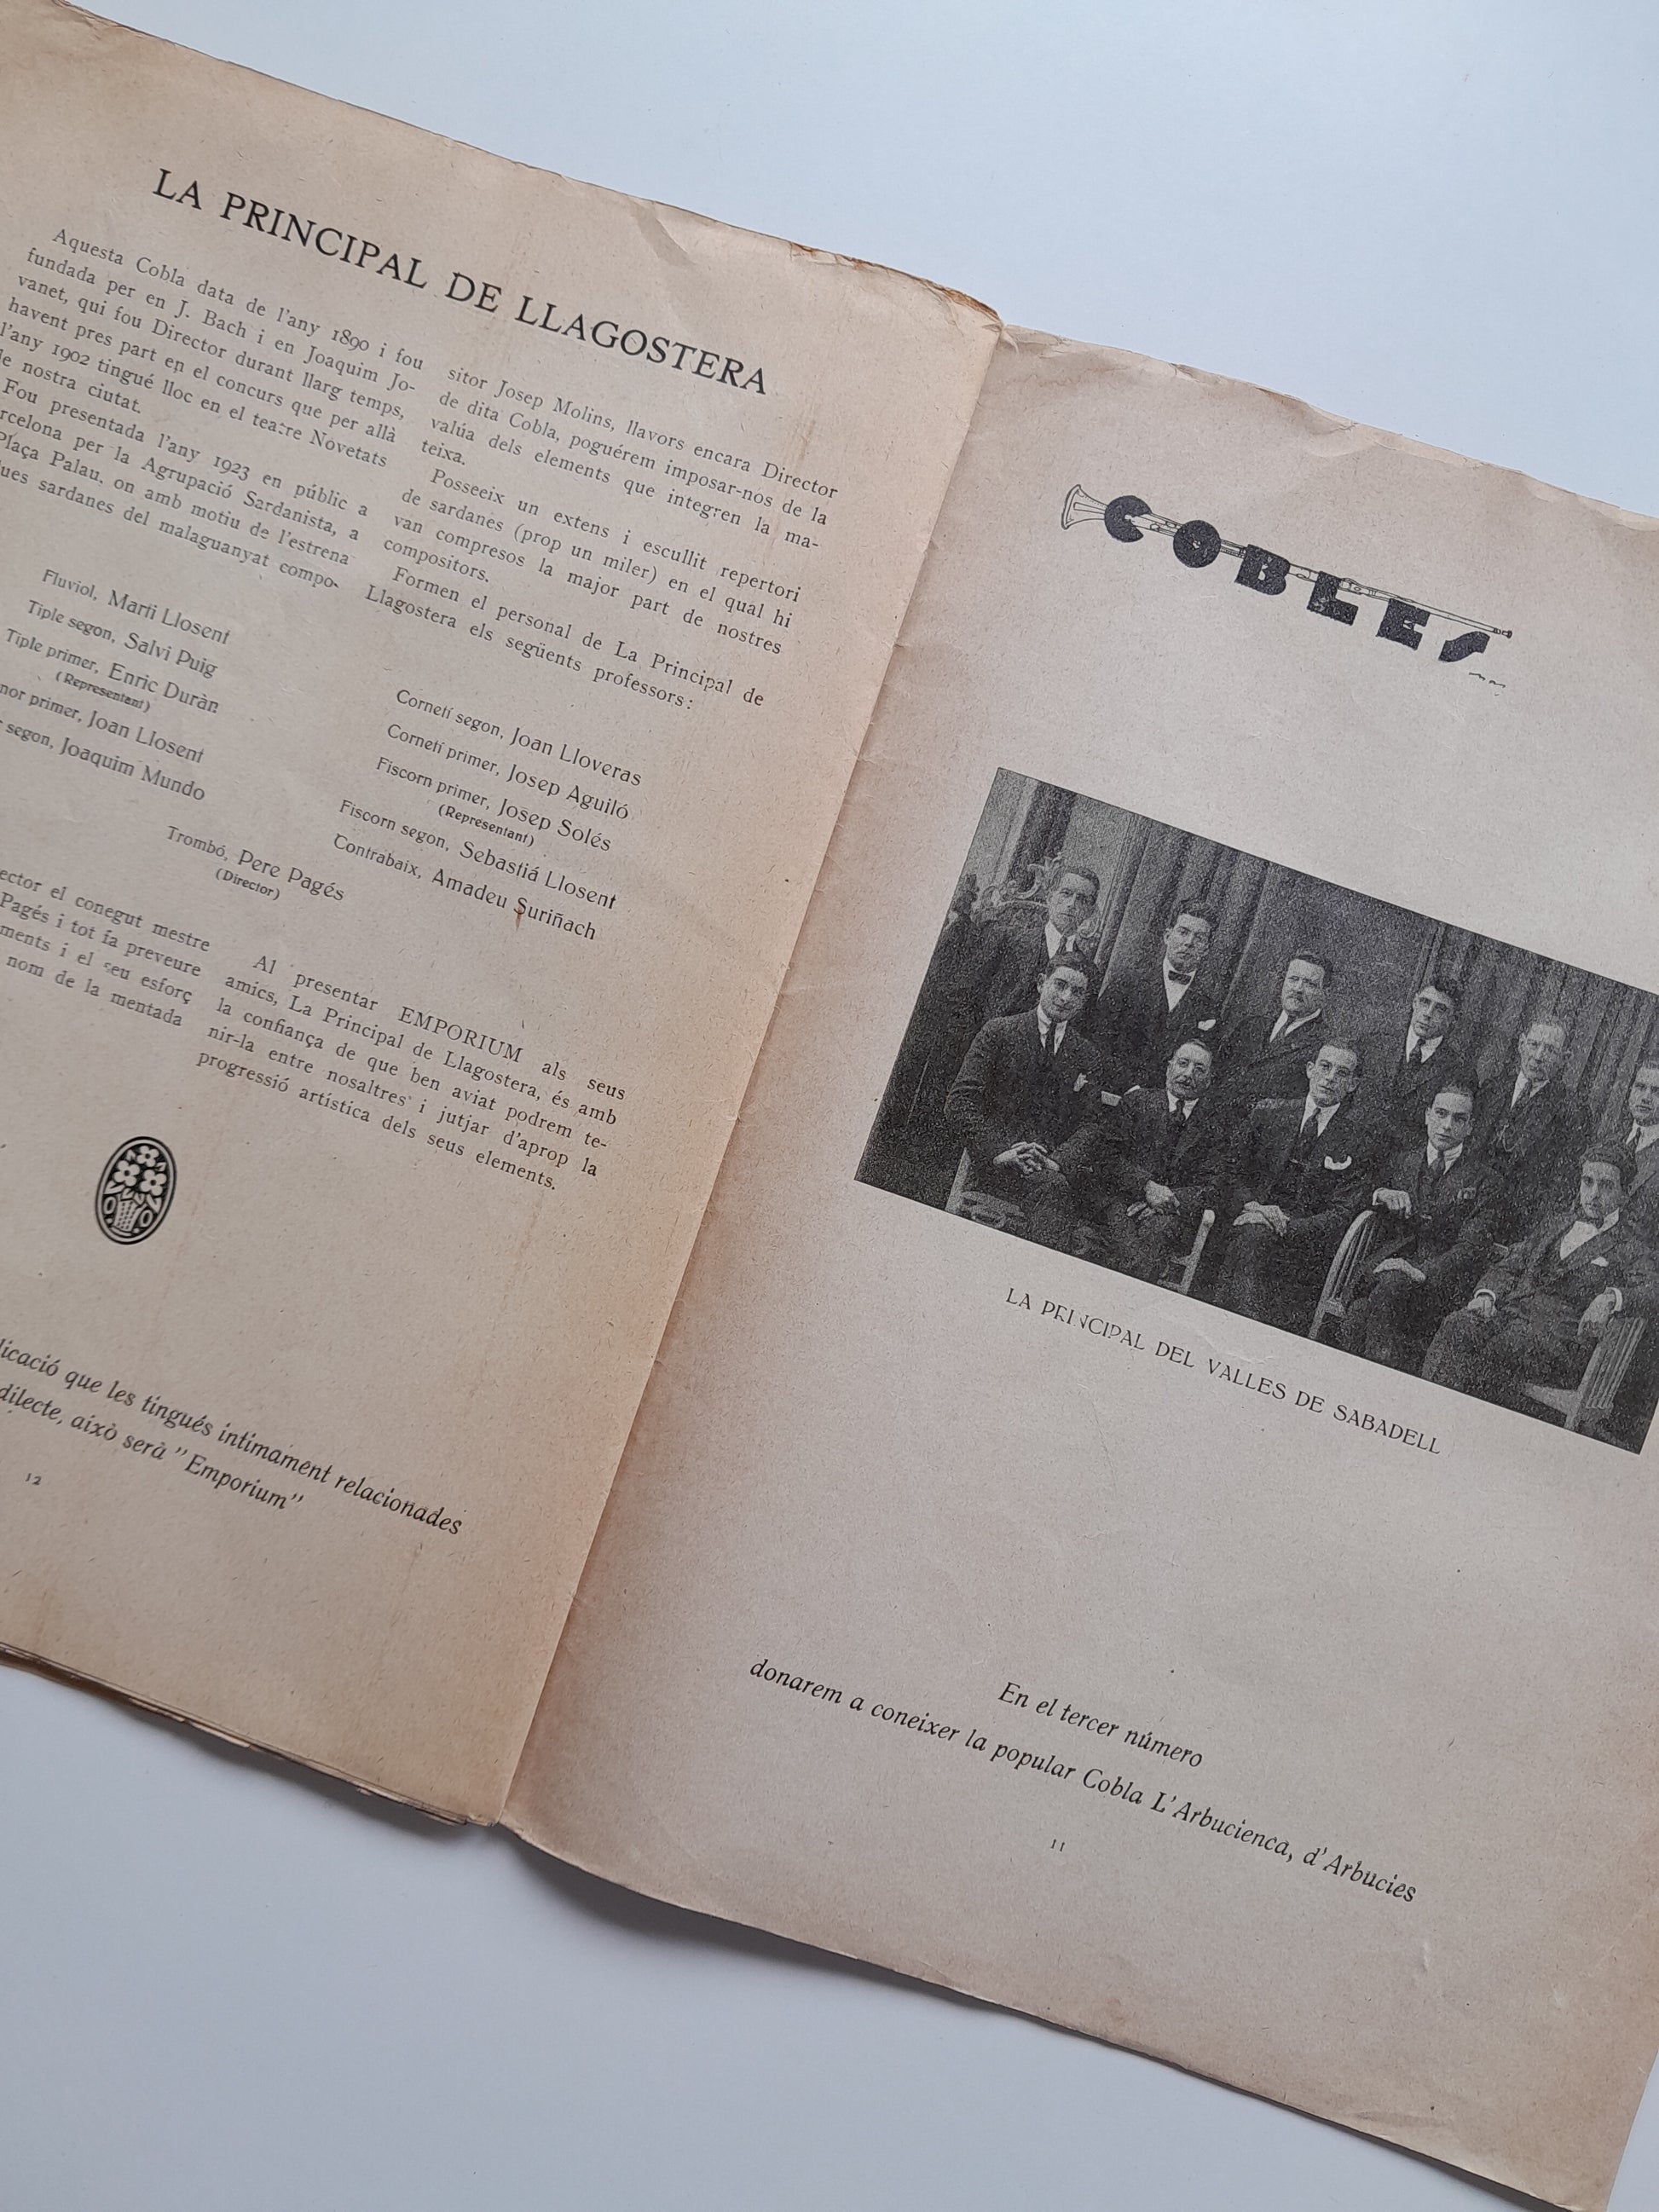 LA PRINCIPAL DE LLAGOSTERA
Aquesta Cobla data de l'any 1890 i fou
fundada per en J. Bach i en Joaquim Jo-
vanet, qui fou Director durant llarg temps,
havent pres part en el concurs que per allà
l'any 1902 tingué lloc en el teatre Novetats
de nostra ciutat.
Fou presentada l'any 1923 en públic a
rcelona per la Agrupació Sardanista, a
Plaça Palau, on amb motiu de l'estrena
ues sardanes del malaguanyat compo-
sitor Josep Molins, llavors encara Director
de dita Cobla, poguérem imposar-nos de la
valúa dels elements que integren la ma-
teixa.
Posseeix un extens i escullit repertori
de sardanes (prop un miler) en el qual hi
van compresos la major part de nostres
compositors.
Formen el personal de La Principal de
Llagostera els següents professors:
Fluviol, Martí Llosent
Tiple segon, Salvi Puig
Tiple primer, Enric Duràn
(Representant)
nor primer, Joan Llosent
segon, Joaquim Mundo
Cornetí segon, Joan Lloveras
Cornetí primer, Josep Aguiló
Fiscorn primer, Josep Solés
(Representant)
Fiscorn segon, Sebastiá Llosent
Contrabaix, Amadeu Suriñach
Trombó, Pere Pagés
(Director)
ector el conegut mestre
Pagés i tot fa preveure
ments i el seu esforç
nom de la mentada
Al presentar EMPORIUM als seus
amics, La Principal de Llagostera, és amb
la confiança de que ben aviat podrem te-
nir-la entre nosaltres i jutjar d'aprop la
progressió artística dels seus elements.
licació que les tingués intimament relacionades
dilecte, això serà "Emporium"
12
COBLES
LA PRINCIPAL DEL VALLES DE SABADELL
En el tercer número
donarem a coneixer la popular Cobla L'Arbucienca, d'Arbucies
11